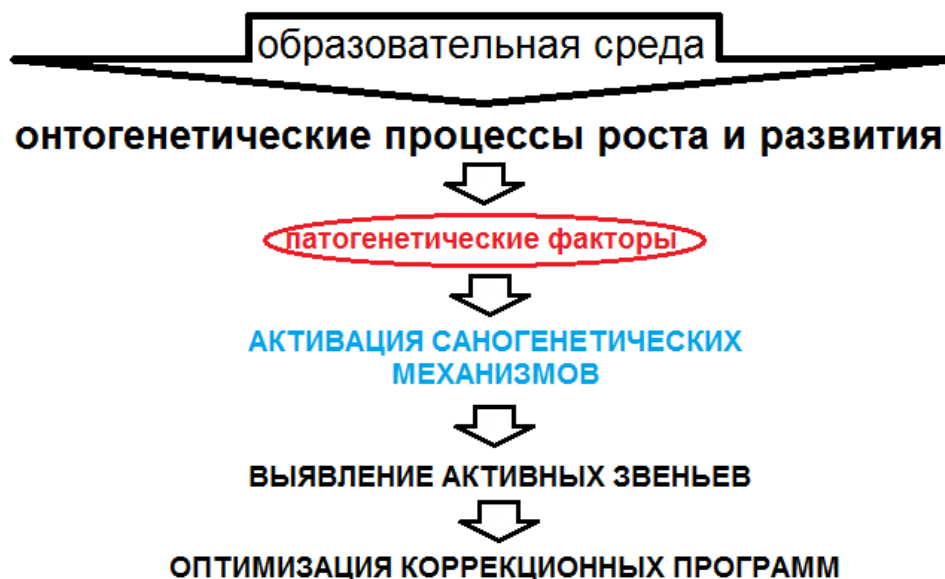 образовательная среда
онтогенетические процессы роста и развития
патогенетические факторы
АКТИВАЦИЯ САНОГЕНЕТИЧЕСКИХ
МЕХАНИЗМОВ
ВЫЯВЛЕНИЕ АКТИВНЫХ ЗВЕНЬЕВ
ОПТИМИЗАЦИЯ КОРРЕКЦИОННЫХ ПРОГРАММ